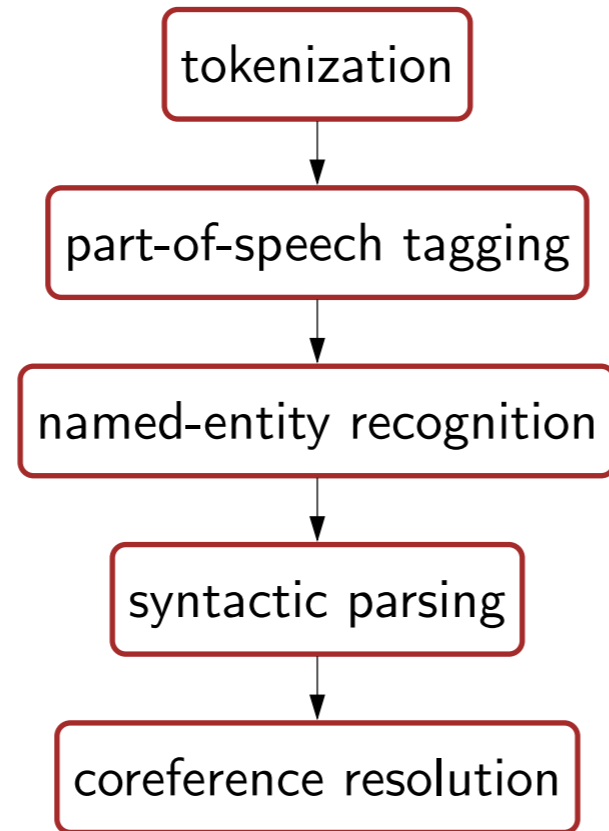 tokenization
part-of-speech tagging
named-entity recognition
syntactic parsing
coreference resolution